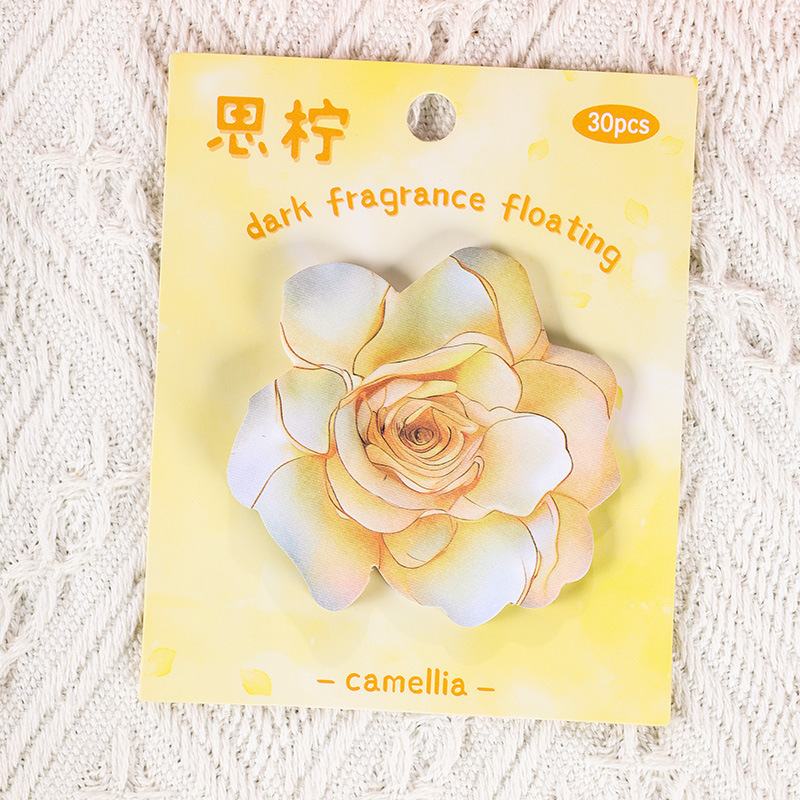 思柠
30pcs
dark fragrance floating
– camellia –